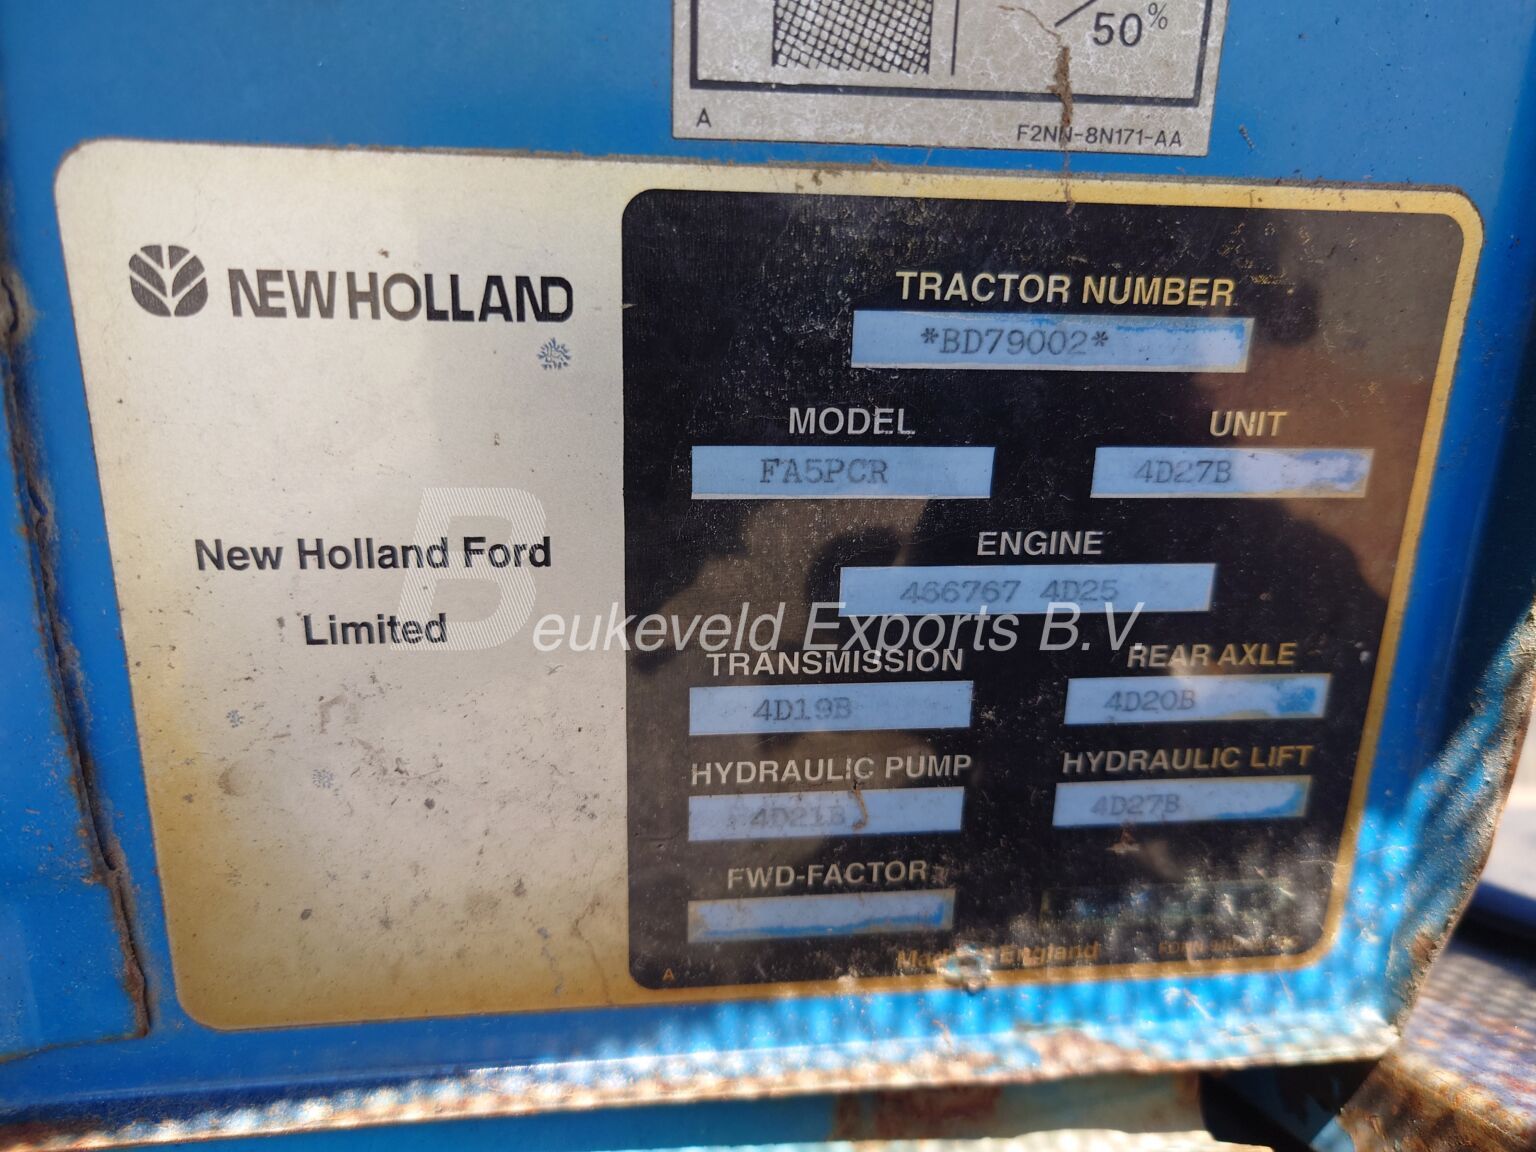 50%
A
F2NN-8N171-AA
NEW HOLLAND
TRACTOR NUMBER
*BD79002*
MODEL
UNIT
FA5PCR
4D27B
ENGINE
466767 4D25
New Holland Ford
Limited
Beukeveld Exports B.V.
TRANSMISSION
REAR AXLE
4D19B
4D20B
HYDRAULIC PUMP
HYDRAULIC LIFT
4D21B
4D27B
FWD-FACTOR
England
A